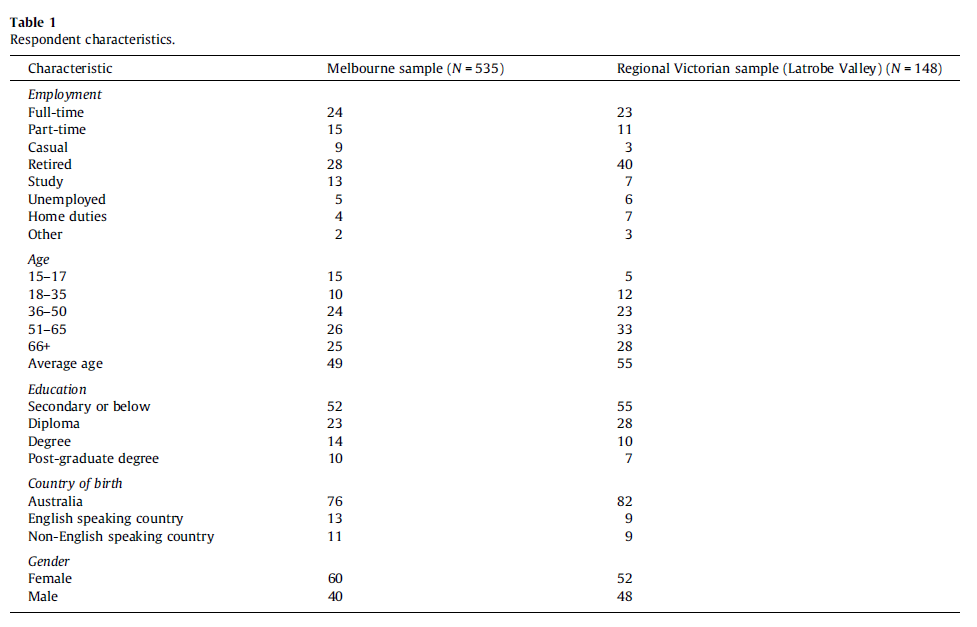 Table 1
Respondent characteristics.
Characteristic Melbourne sample (N = 535) Regional Victorian sample (Latrobe Valley) (N = 148)
Employment
Full-time 24 23
Part-time 15 11
Casual 9 3
Retired 28 40
Study 13 7
Unemployed 5 6
Home duties 4 7
Other 2 3
Age
15–17 15 5
18–35 10 12
36–50 24 23
51–65 26 33
66+ 25 28
Average age 49 55
Education
Secondary or below 52 55
Diploma 23 28
Degree 14 10
Post-graduate degree 10 7
Country of birth
Australia 76 82
English speaking country 13 9
Non-English speaking country 11 9
Gender
Female 60 52
Male 40 48